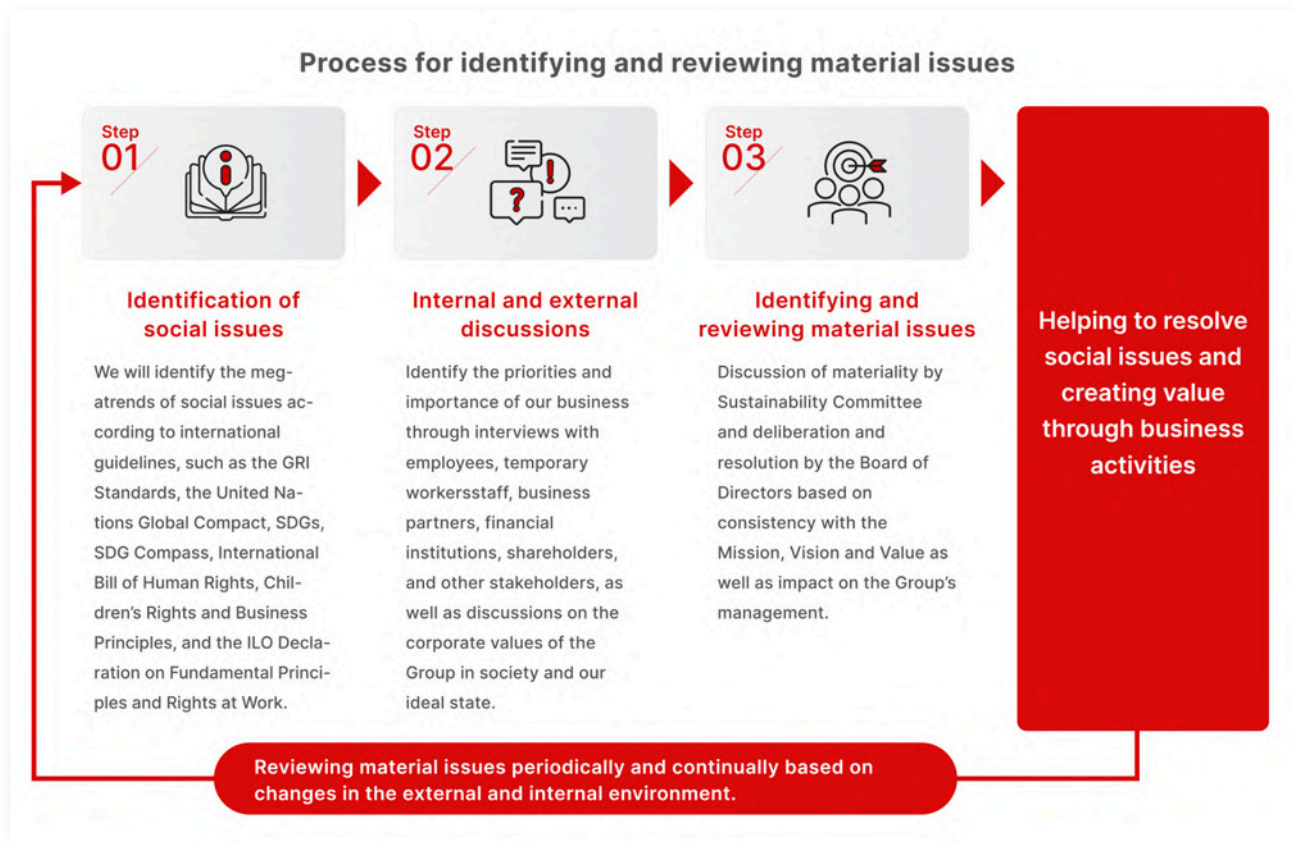 Process for identifying and reviewing material issues
Step
01
Identification of
social issues
We will identify the meg-
atrends of social issues ac-
cording to international
guidelines, such as the GRI
Standards, the United Na-
tions Global Compact, SDGs,
SDG Compass, International
Bill of Human Rights, Chil-
dren's Rights and Business
Principles, and the ILO Decla-
ration on Fundamental Princi-
ples and Rights at Work.
Step
02
Internal and external
discussions
Identify the priorities and
importance of our business
through interviews with
employees, temporary
workersstaff, business
partners, financial
institutions, shareholders,
and other stakeholders, as
well as discussions on the
corporate values of the
Group in society and our
ideal state.
Step
03
Identifying and
reviewing material issues
Discussion of materiality by
Sustainability Committee
and deliberation and
resolution by the Board of
Directors based on
consistency with the
Mission, Vision and Value as
well as impact on the Group's
management.
Helping to resolve
social issues and
creating value
through business
activities
Reviewing material issues periodically and continually based on
changes in the external and internal environment.